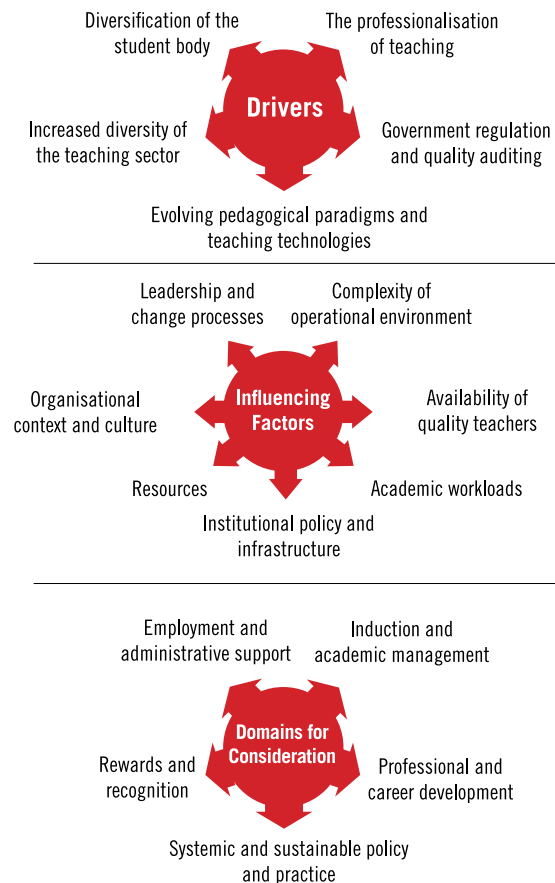 Diversification of the
student body
The professionalisation
of teaching
Drivers
Increased diversity of
the teaching sector
Government regulation
and quality auditing
Evolving pedagogical paradigms and
teaching technologies
Leadership and
change processes
Complexity of
operational environment
Organisational
context and culture
Influencing
Factors
Availability of
quality teachers
Resources
Academic workloads
Institutional policy and
infrastructure
Employment and
administrative support
Induction and
academic management
Domains for
Consideration
Rewards and
recognition
Professional and
career development
Systemic and sustainable policy
and practice